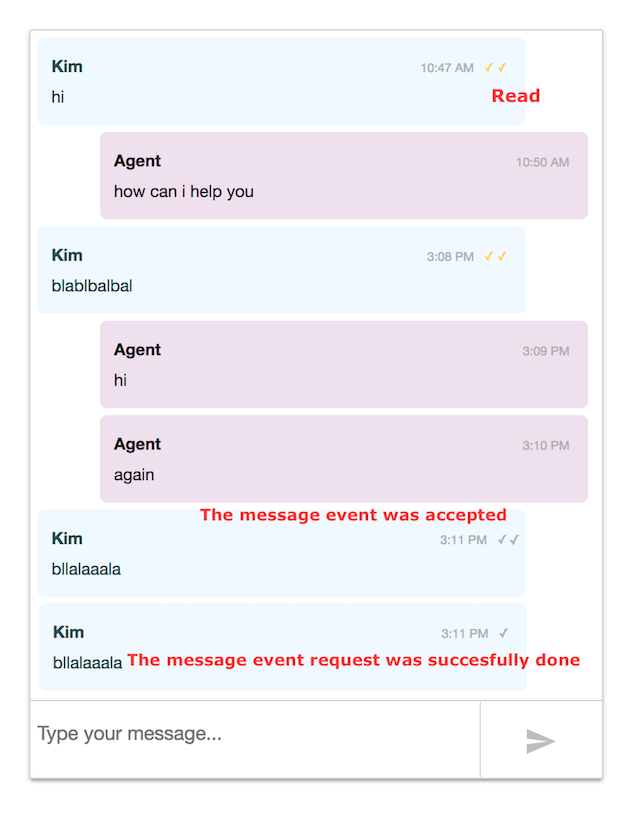 Kim 10:47 AM ✓✓
hi
Read
Agent 10:50 AM
how can i help you
Kim 3:08 PM ✓✓
blablbalbal
Agent 3:09 PM
hi
Agent 3:10 PM
again
The message event was accepted
Kim 3:11 PM ✓✓
bllalaaala
Kim 3:11 PM ✓
bllalaaala The message event request was succesfully done
Type your message...